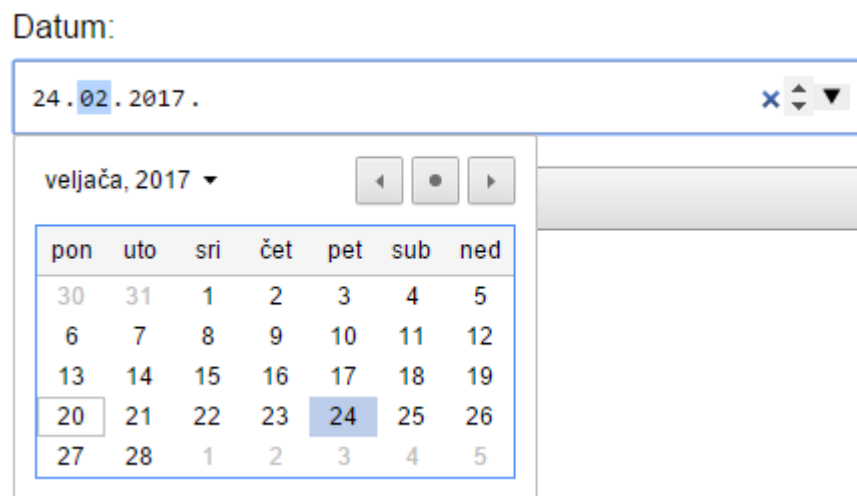 Datum:
24.02.2017.
veljača, 2017
pon uto sri čet pet sub ned
30 31 1 2 3 4 5
6 7 8 9 10 11 12
13 14 15 16 17 18 19
20 21 22 23 24 25 26
27 28 1 2 3 4 5